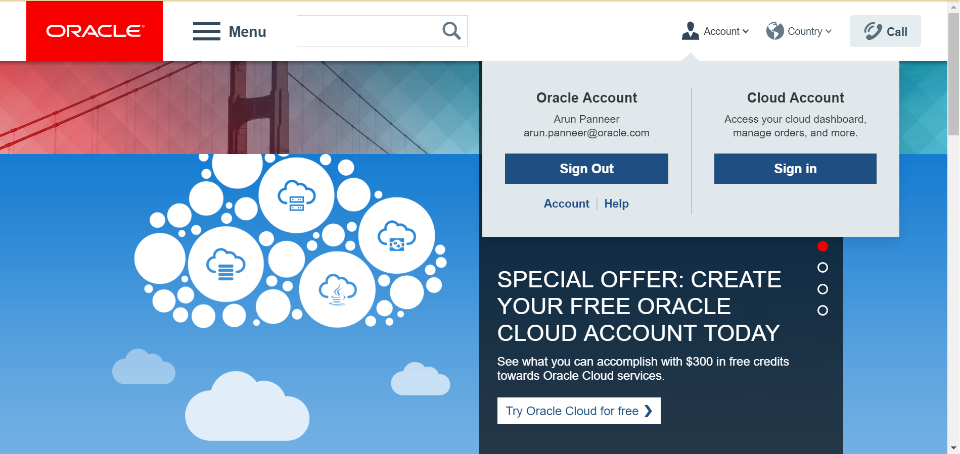 ORACLE
Menu
Account
Country
Call
Oracle Account
Arun Panneer
arun.panneer@oracle.com
Sign Out
Account | Help
Cloud Account
Access your cloud dashboard,
manage orders, and more.
Sign in
SPECIAL OFFER: CREATE
YOUR FREE ORACLE
CLOUD ACCOUNT TODAY
See what you can accomplish with $300 in free credits
towards Oracle Cloud services.
Try Oracle Cloud for free ❯